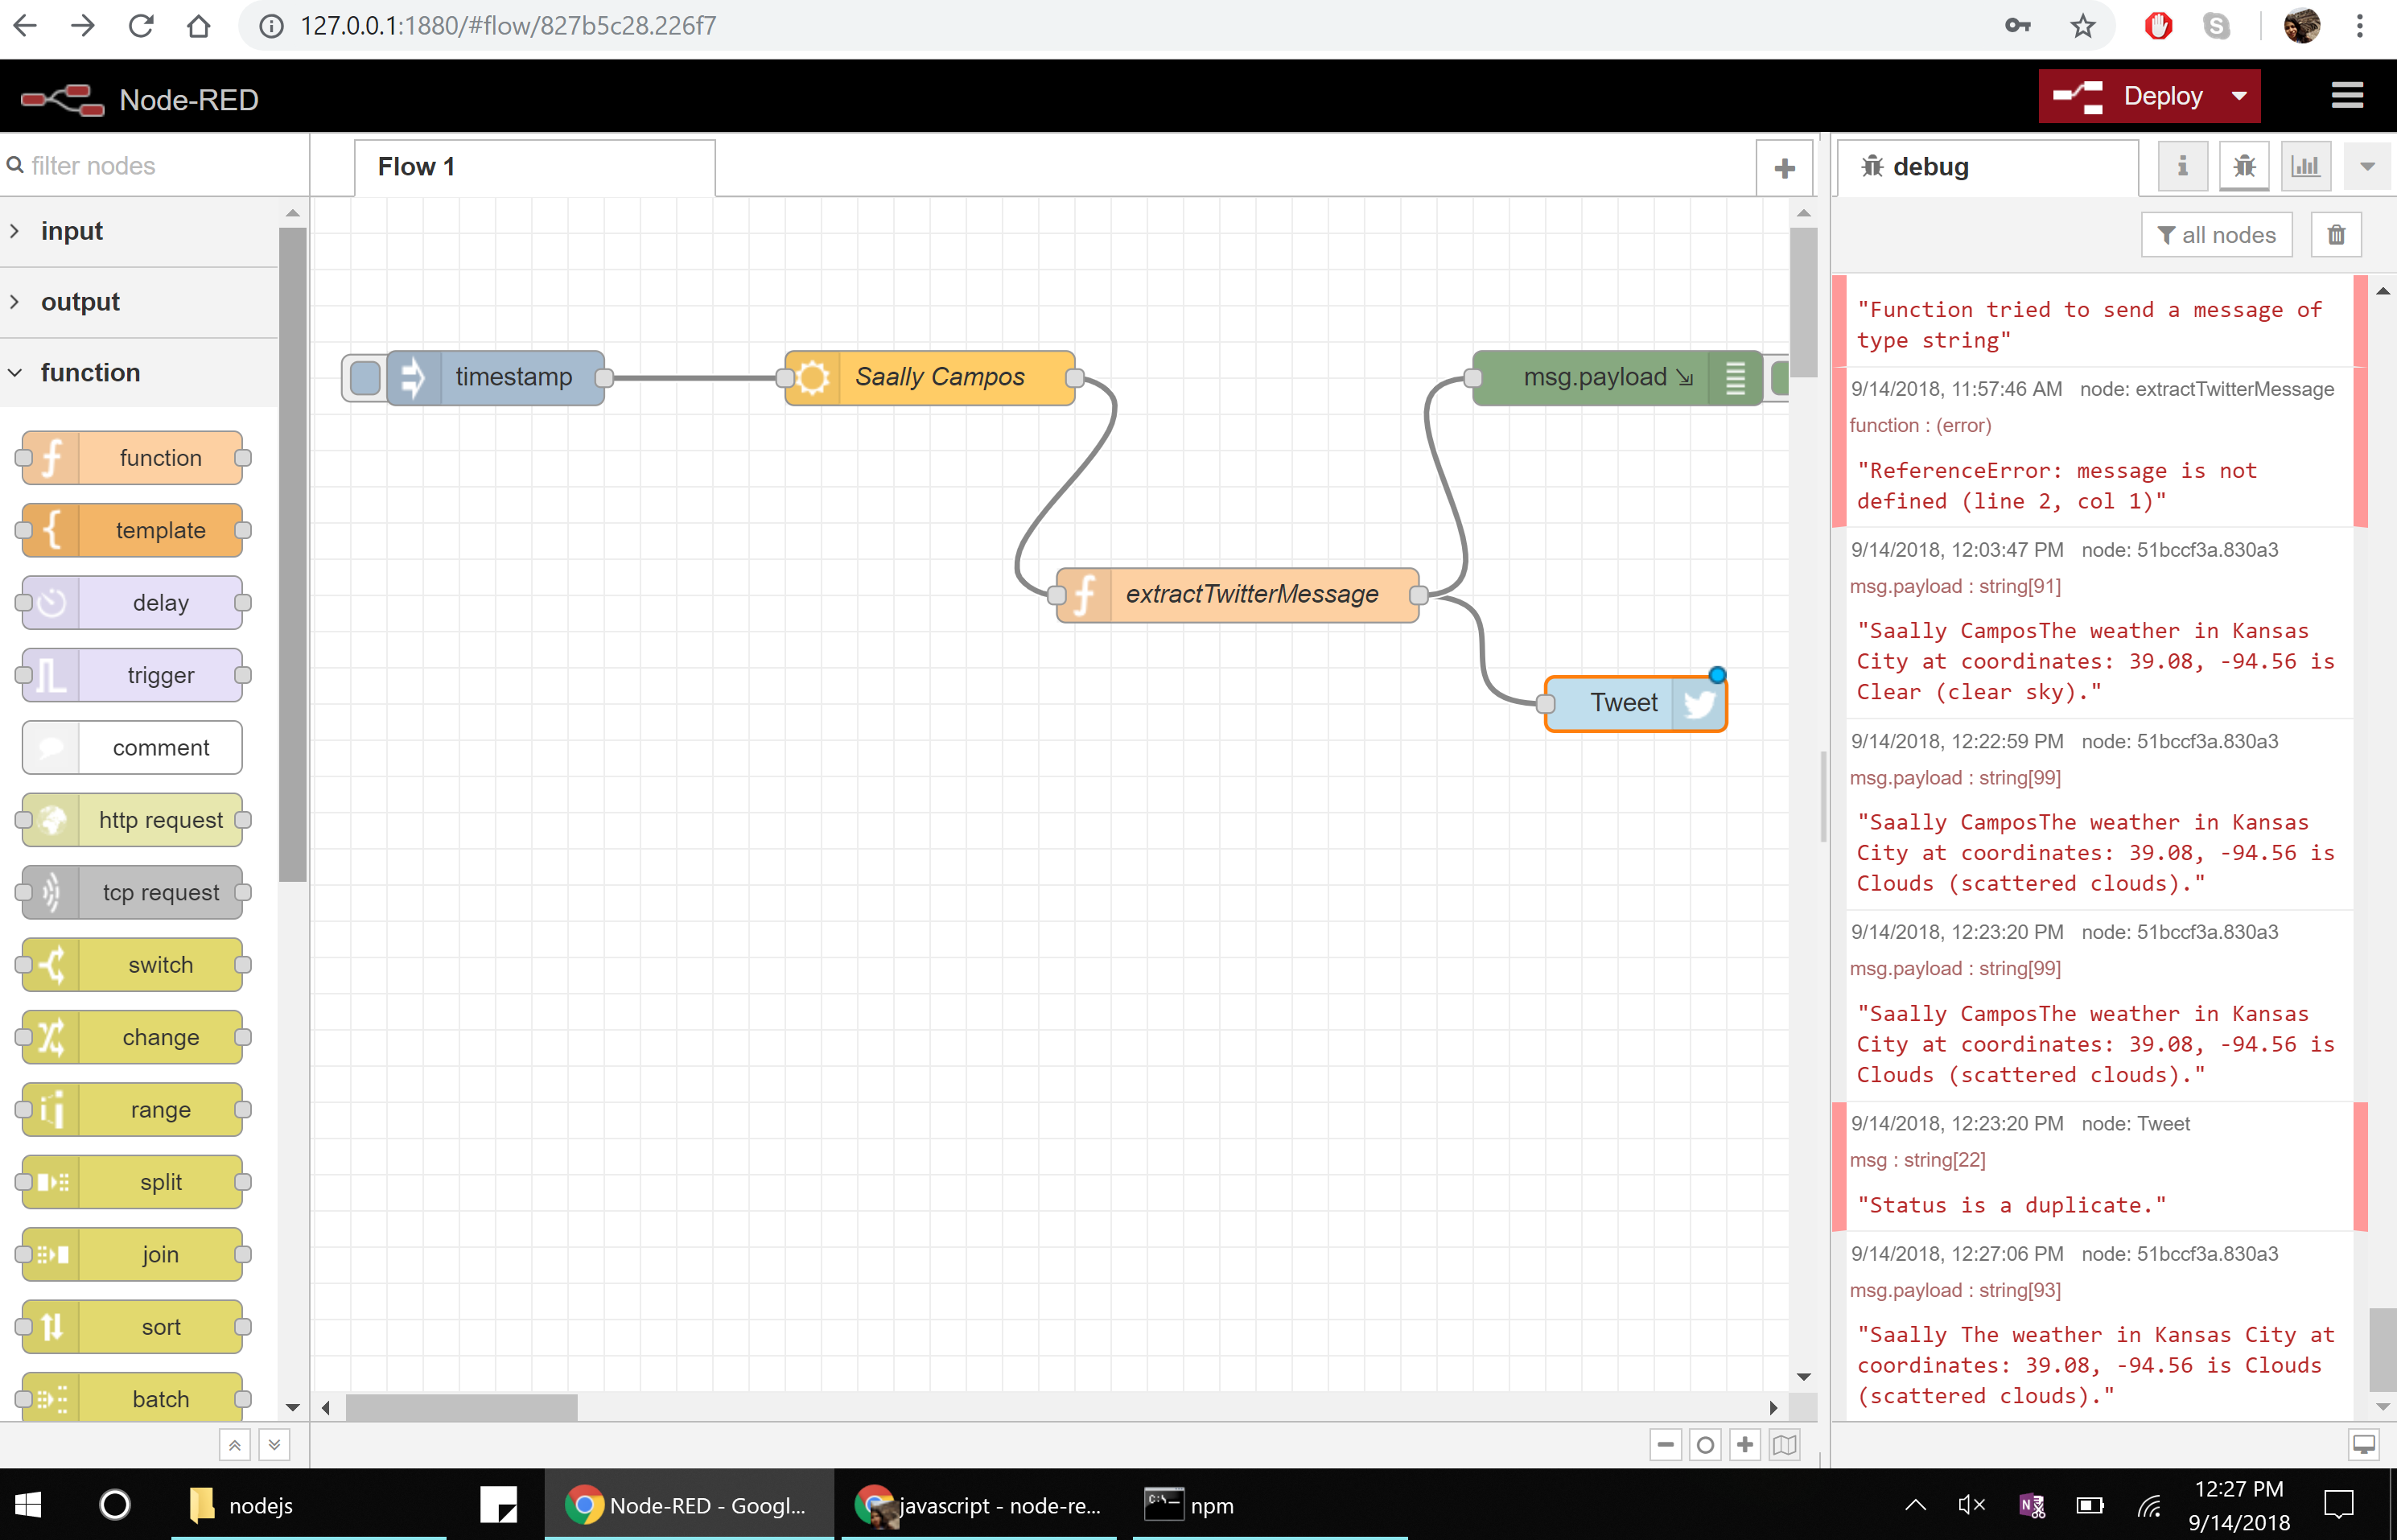 127.0.0.1:1880/#flow/827b5c28.226f7
Node-RED
Deploy
filter nodes
Flow 1
debug
all nodes
input
output
function
function
template
delay
trigger
comment
http request
tcp request
switch
change
range
split
join
sort
batch
timestamp
Saally Campos
msg.payload
extractTwitterMessage
Tweet
"Function tried to send a message of
type string"
9/14/2018, 11:57:46 AM node: extractTwitterMessage
function : (error)
"ReferenceError: message is not
defined (line 2, col 1)"
9/14/2018, 12:03:47 PM node: 51bccf3a.830a3
msg.payload : string[91]
"Saally CamposThe weather in Kansas
City at coordinates: 39.08, -94.56 is
Clear (clear sky)."
9/14/2018, 12:22:59 PM node: 51bccf3a.830a3
msg.payload : string[99]
"Saally CamposThe weather in Kansas
City at coordinates: 39.08, -94.56 is
Clouds (scattered clouds)."
9/14/2018, 12:23:20 PM node: 51bccf3a.830a3
msg.payload : string[99]
"Saally CamposThe weather in Kansas
City at coordinates: 39.08, -94.56 is
Clouds (scattered clouds)."
9/14/2018, 12:23:20 PM node: Tweet
msg : string[22]
"Status is a duplicate."
9/14/2018, 12:27:06 PM node: 51bccf3a.830a3
msg.payload : string[93]
"Saally The weather in Kansas City at
coordinates: 39.08, -94.56 is Clouds
(scattered clouds)."
nodejs
Node-RED - Googl...
javascript - node-re...
npm
12:27 PM
9/14/2018